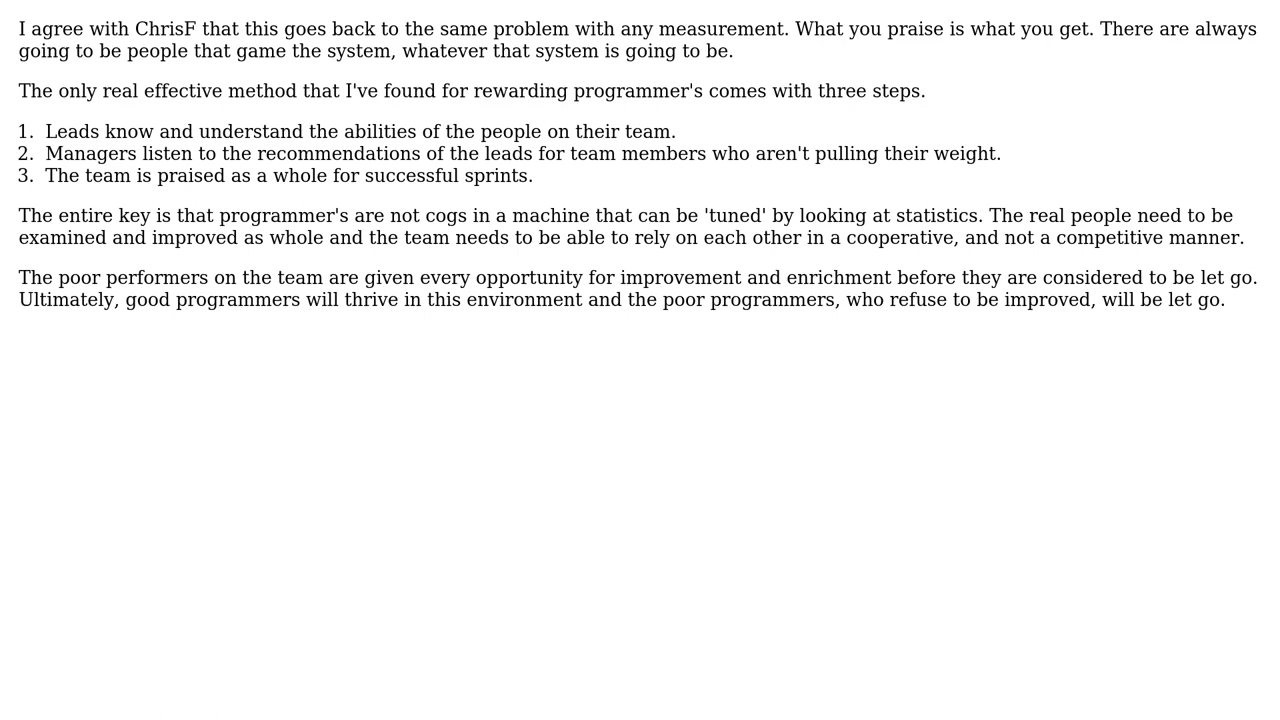 I agree with ChrisF that this goes back to the same problem with any measurement. What you praise is what you get. There are always
going to be people that game the system, whatever that system is going to be.
The only real effective method that I've found for rewarding programmer's comes with three steps.
1. Leads know and understand the abilities of the people on their team.
2. Managers listen to the recommendations of the leads for team members who aren't pulling their weight.
3. The team is praised as a whole for successful sprints.
The entire key is that programmer's are not cogs in a machine that can be 'tuned' by looking at statistics. The real people need to be
examined and improved as whole and the team needs to be able to rely on each other in a cooperative, and not a competitive manner.
The poor performers on the team are given every opportunity for improvement and enrichment before they are considered to be let go.
Ultimately, good programmers will thrive in this environment and the poor programmers, who refuse to be improved, will be let go.